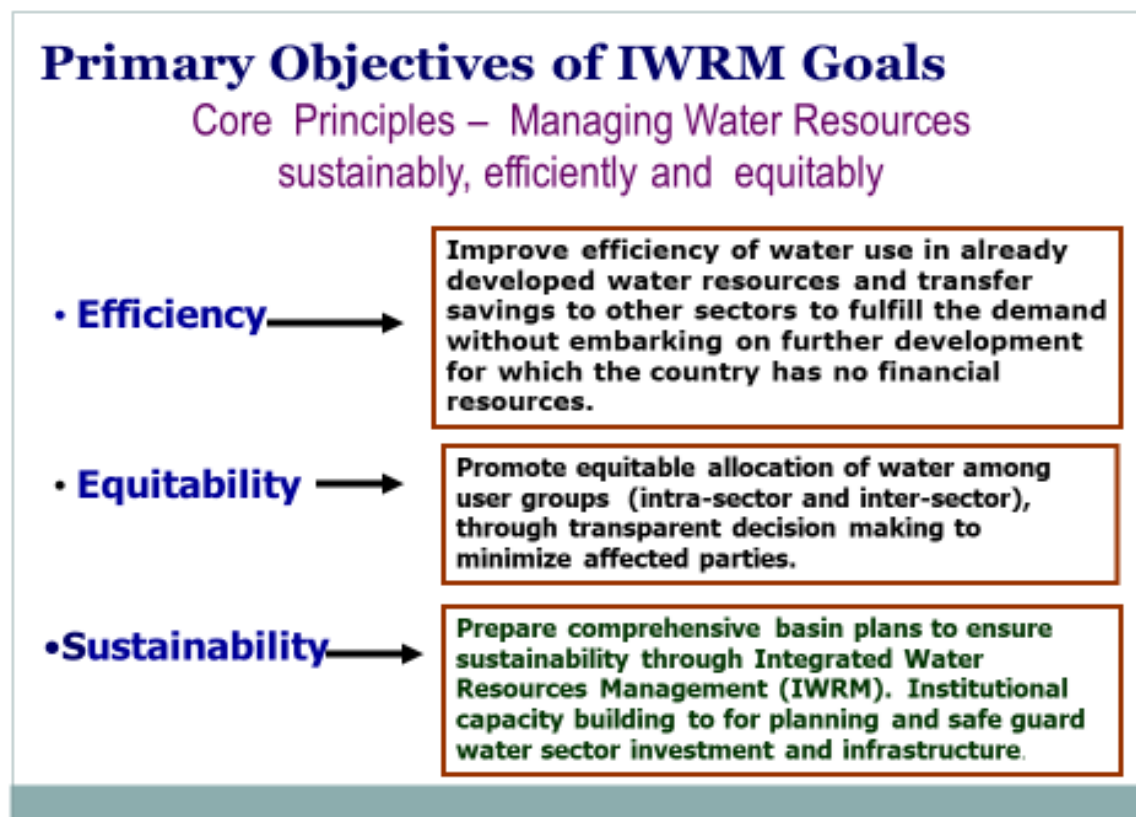 Primary Objectives of IWRM Goals
Core Principles – Managing Water Resources
sustainably, efficiently and equitably
• Efficiency
Improve efficiency of water use in already
developed water resources and transfer
savings to other sectors to fulfill the demand
without embarking on further development
for which the country has no financial
resources.
• Equitability
Promote equitable allocation of water among
user groups (intra-sector and inter-sector),
through transparent decision making to
minimize affected parties.
•Sustainability
Prepare comprehensive basin plans to ensure
sustainability through Integrated Water
Resources Management (IWRM). Institutional
capacity building to for planning and safe guard
water sector investment and infrastructure.